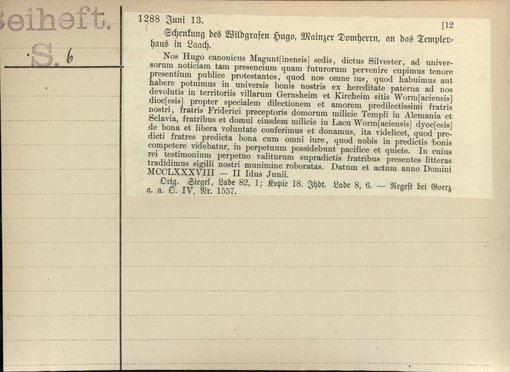 Beiheft.
S. 6
1288 Juni 13. [12
Schenkung des Wildgrafen Hugo, Mainzer Domherrn, an das Templer-
haus in Laach.
Nos Hugo canonicus Magunt[inensis] sedis, dictus Silvester, ad univer-
sorum noticiam tam presencium quam futurorum pervenire cupimus tenore
presentium publice protestantes, quod nos omne ius, quod habuimus aut
habere potuimus in universis bonis nostris ex hereditate paterna ad nos
devolutis in territoriis villarum Gernsheim et Kircheim sitis Worm[aciensis]
dioc[esis] propter specialem dilectionem et amorem predilectissimi fratris
nostri, fratris Friderici preceptoris domorum milicie Templi in Alemania et
Sclavia, fratribus et domui eiusdem milicie in Lacu Worm[aciensis] dyoc[esis]
de bona et libera voluntate conferimus et donamus, ita videlicet, quod pre-
dicti fratres predicta bona cum omni iure, quod nobis in predictis bonis
competere videbatur, in perpetuum possidebunt pacifice et quiete. In cuius
rei testimonium perpetuo valiturum supradictis fratribus presentes litteras
tradidimus sigilli nostri munimine roboratas. Datum et actum anno Domini
MCCLXXXVIII — II Idus Junii.
Orig. Siegel, Lade 82, 1; Kopie 18. Jhdt. Lade 8, 6. — Regest bei Goerz
a. a. O. IV, Nr. 1557.